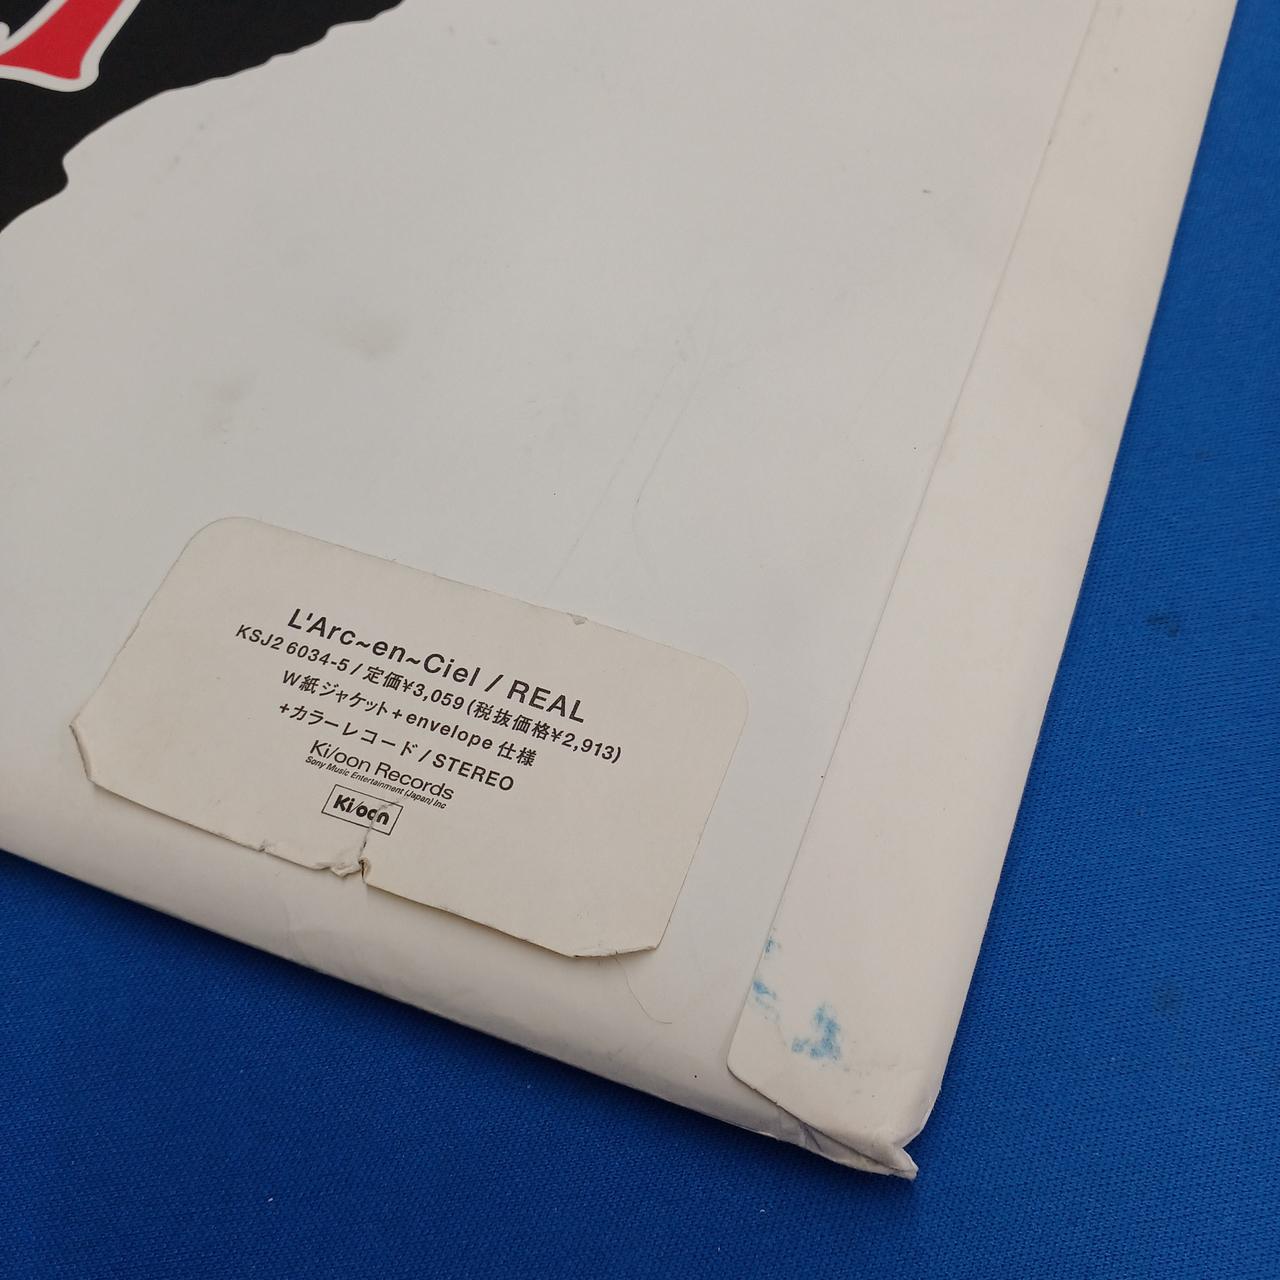 L'Arc~en~Ciel / REAL
KSJ2 6034-5 / 定価¥3,059 (税抜価格¥2,913)
W紙ジャケット+envelope 仕様
+カラーレコード / STEREO
Ki/oon Records
Sony Music Entertainment (Japan) Inc
Ki/oon